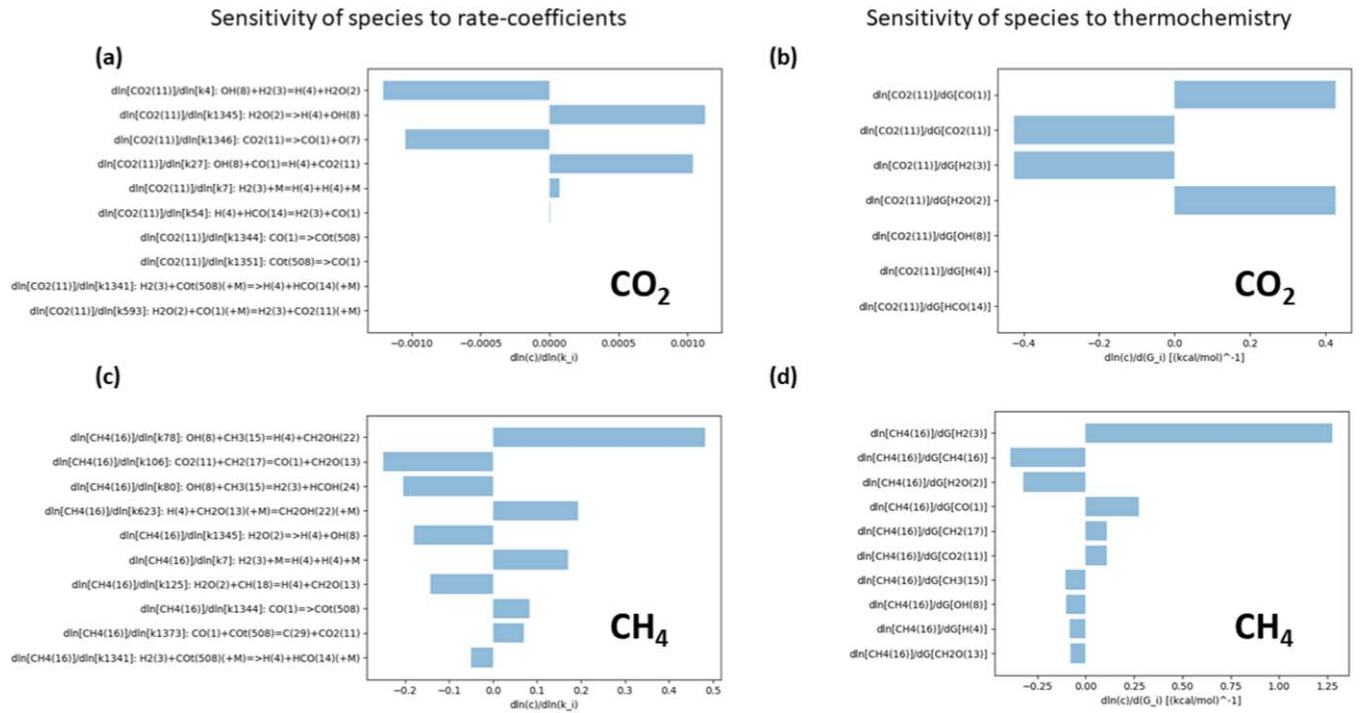 Sensitivity of species to rate-coefficients
Sensitivity of species to thermochemistry
(a)
dln[CO2(11)]/dln[k4]: OH(8)+H2(3)=H(4)+H2O(2)
dln[CO2(11)]/dln[k1345]: H2O(2)=>H(4)+OH(8)
dln[CO2(11)]/dln[k1346]: CO2(11)=>CO(1)+O(7)
dln[CO2(11)]/dln[k27]: OH(8)+CO(1)=H(4)+CO2(11)
dln[CO2(11)]/dln[k7]: H2(3)+M=H(4)+H(4)+M
dln[CO2(11)]/dln[k54]: H(4)+HCO(14)=H2(3)+CO(1)
dln[CO2(11)]/dln[k1344]: CO(1)=>COt(508)
dln[CO2(11)]/dln[k1351]: COt(508)=>CO(1)
dln[CO2(11)]/dln[k1341]: H2(3)+COt(508)(+M)=>H(4)+HCO(14)(+M)
dln[CO2(11)]/dln[k593]: H2O(2)+CO(1)(+M)=H2(3)+CO2(11)(+M)
CO₂
−0.0010 −0.0005 0.0000 0.0005 0.0010
dln(c)/dln(k_i)
(b)
dln[CO2(11)]/dG[CO(1)]
dln[CO2(11)]/dG[CO2(11)]
dln[CO2(11)]/dG[H2(3)]
dln[CO2(11)]/dG[H2O(2)]
dln[CO2(11)]/dG[OH(8)]
dln[CO2(11)]/dG[H(4)]
dln[CO2(11)]/dG[HCO(14)]
CO₂
−0.4 −0.2 0.0 0.2 0.4
dln(c)/d(G_i) [(kcal/mol)^-1]
(c)
dln[CH4(16)]/dln[k78]: OH(8)+CH3(15)=H(4)+CH2OH(22)
dln[CH4(16)]/dln[k106]: CO2(11)+CH2(17)=CO(1)+CH2O(13)
dln[CH4(16)]/dln[k80]: OH(8)+CH3(15)=H2(3)+HCOH(24)
dln[CH4(16)]/dln[k623]: H(4)+CH2O(13)(+M)=CH2OH(22)(+M)
dln[CH4(16)]/dln[k1345]: H2O(2)=>H(4)+OH(8)
dln[CH4(16)]/dln[k7]: H2(3)+M=H(4)+H(4)+M
dln[CH4(16)]/dln[k125]: H2O(2)+CH(18)=H(4)+CH2O(13)
dln[CH4(16)]/dln[k1344]: CO(1)=>COt(508)
dln[CH4(16)]/dln[k1373]: CO(1)+COt(508)=C(29)+CO2(11)
dln[CH4(16)]/dln[k1341]: H2(3)+COt(508)(+M)=>H(4)+HCO(14)(+M)
CH₄
−0.2 −0.1 0.0 0.1 0.2 0.3 0.4 0.5
dln(c)/dln(k_i)
(d)
dln[CH4(16)]/dG[H2(3)]
dln[CH4(16)]/dG[CH4(16)]
dln[CH4(16)]/dG[H2O(2)]
dln[CH4(16)]/dG[CO(1)]
dln[CH4(16)]/dG[CH2(17)]
dln[CH4(16)]/dG[CO2(11)]
dln[CH4(16)]/dG[CH3(15)]
dln[CH4(16)]/dG[OH(8)]
dln[CH4(16)]/dG[H(4)]
dln[CH4(16)]/dG[CH2O(13)]
CH₄
−0.25 0.00 0.25 0.50 0.75 1.00 1.25
dln(c)/d(G_i) [(kcal/mol)^-1]